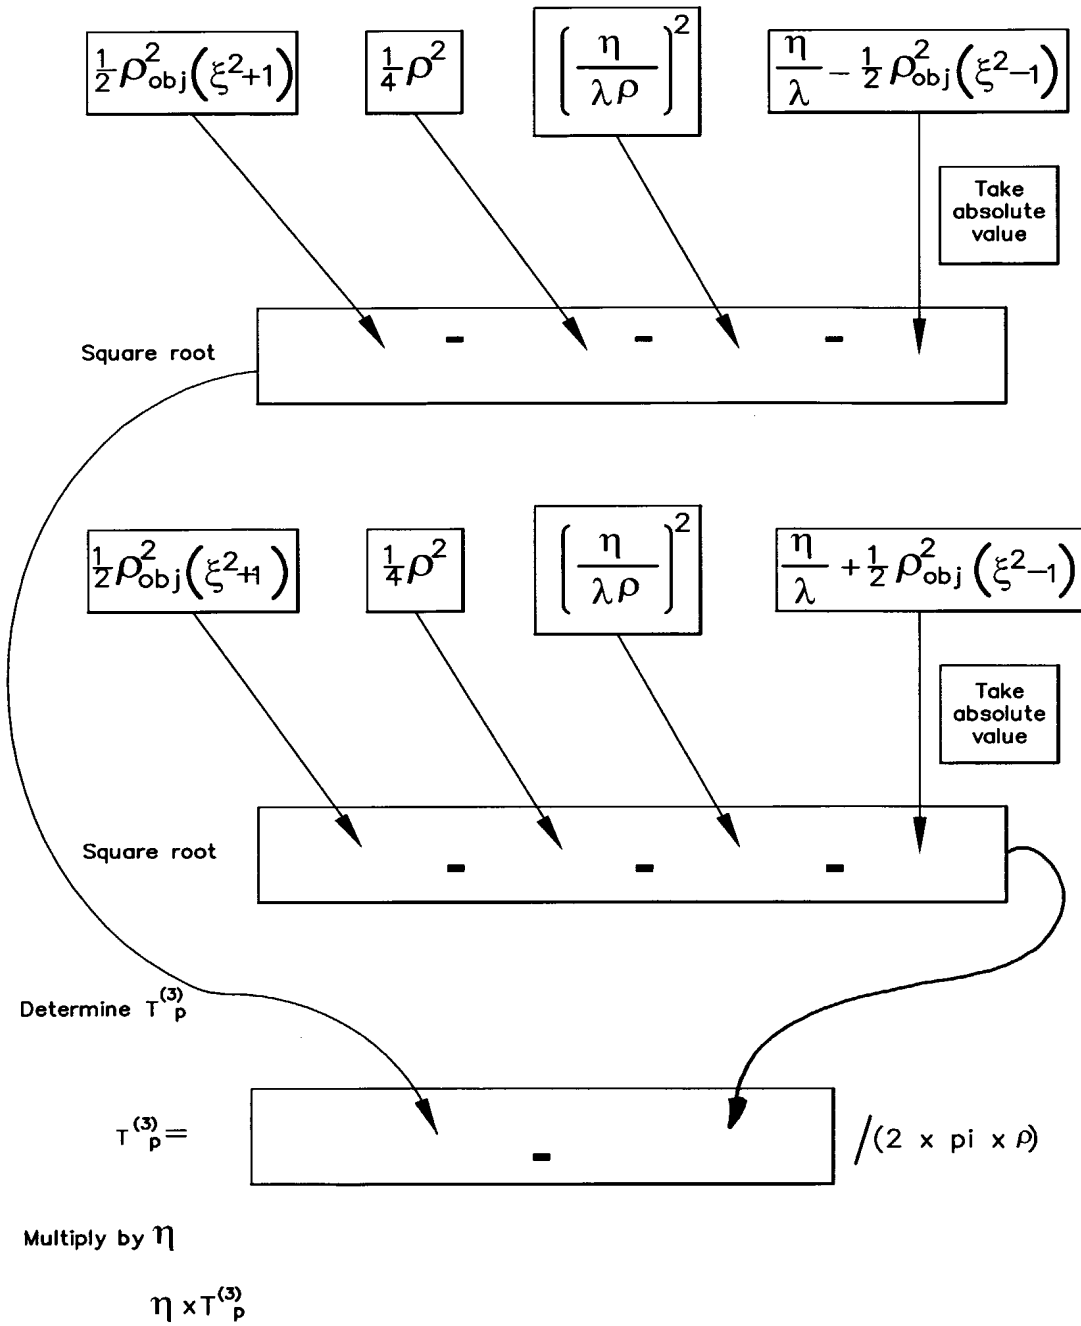 ½ρ²obj(ξ²+1) ¼ρ² (η/λρ)² η/λ − ½ρ²obj(ξ²−1)
Take
absolute
value
- - -
Square root
½ρ²obj(ξ²+1) ¼ρ² (η/λρ)² η/λ + ½ρ²obj(ξ²−1)
Take
absolute
value
Square root
- - -
Determine T⁽³⁾p
T⁽³⁾p= - /(2 x pi x ρ)
Multiply by η
η xT⁽³⁾p